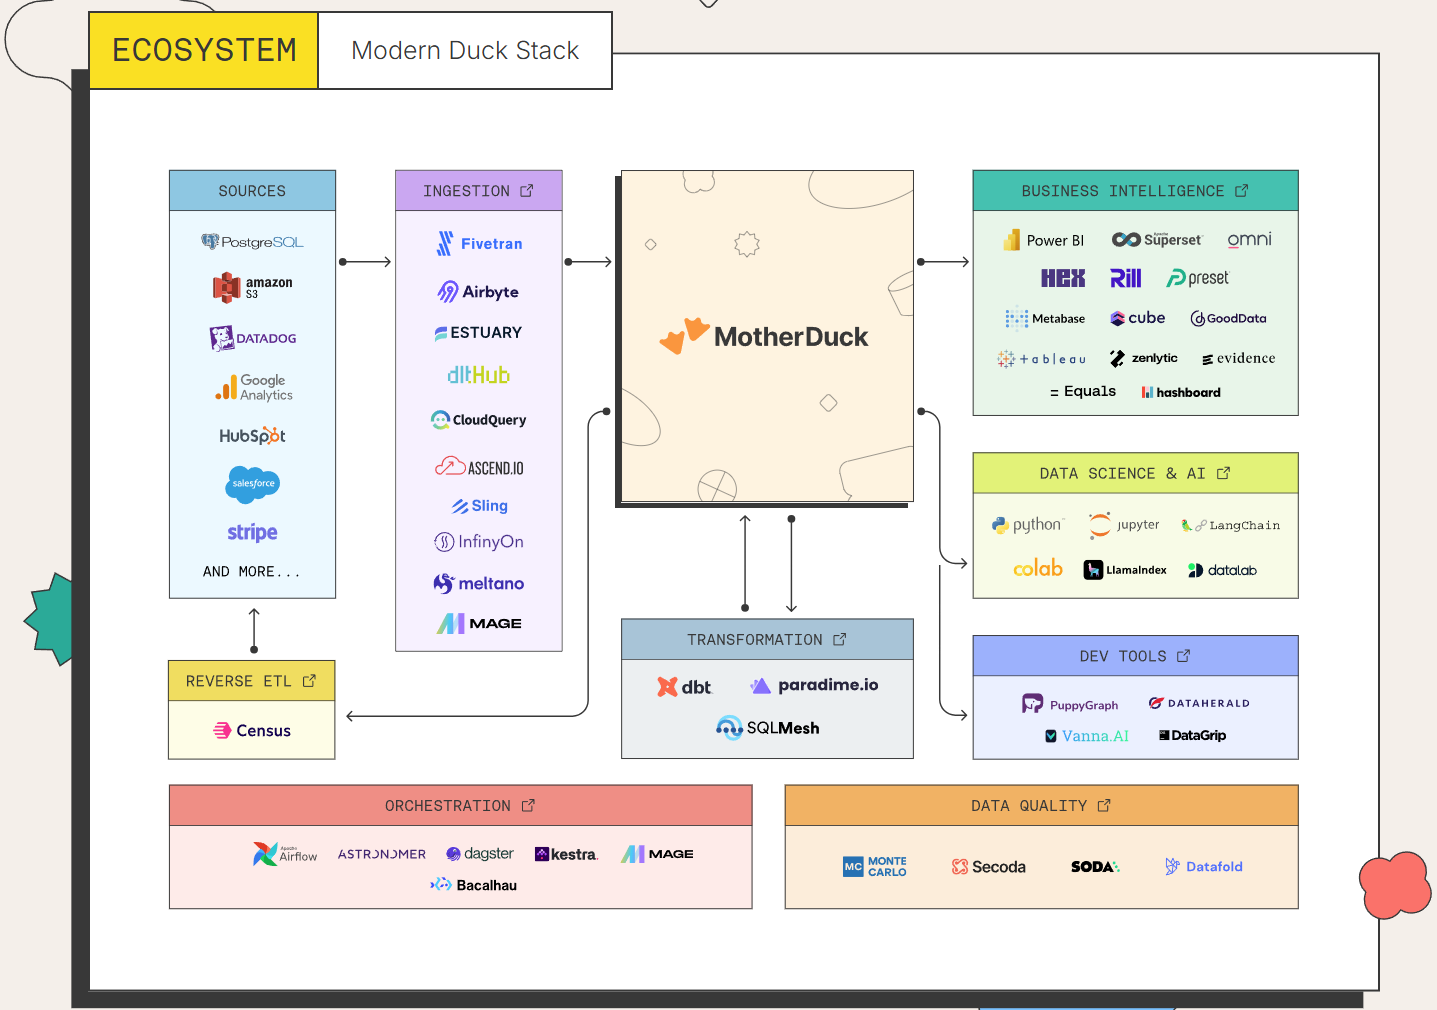 ECOSYSTEM
Modern Duck Stack
SOURCES
PostgreSQL
amazon
S3
DATADOG
Google
Analytics
HubSpot
salesforce
stripe
AND MORE...
REVERSE ETL
Census
INGESTION
Fivetran
Airbyte
ESTUARY
dltHub
CloudQuery
ASCEND.IO
Sling
InfinyOn
meltano
MAGE
MotherDuck
TRANSFORMATION
dbt
paradime.io
SQLMesh
BUSINESS INTELLIGENCE
Power BI
Apache
Superset
omni
HEX
Rill
preset
Metabase
cube
GoodData
+ableau
zenlytic
evidence
Equals
hashboard
DATA SCIENCE & AI
python
jupyter
LangChain
colab
LlamaIndex
datalab
DEV TOOLS
PuppyGraph
DATAHERALD
Vanna.AI
DataGrip
ORCHESTRATION
Apache
Airflow
ASTRONOMER
dagster
kestra
MAGE
Bacalhau
DATA QUALITY
MC
MONTE
CARLO
Secoda
SODA
Datafold